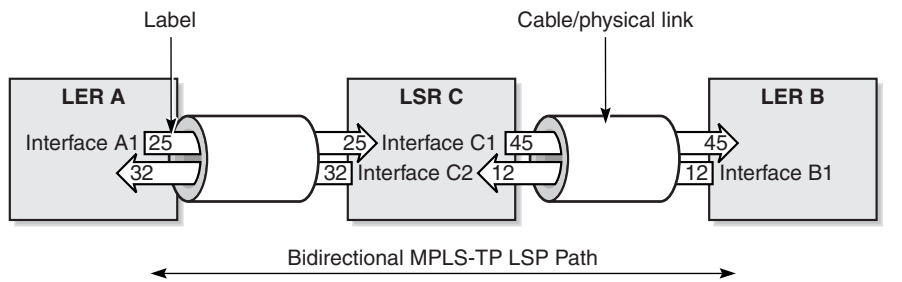 Label Cable/physical link
LER A LSR C LER B
Interface A1 25 25 Interface C1 45 45
32 32 Interface C2 12 12 Interface B1
Bidirectional MPLS-TP LSP Path